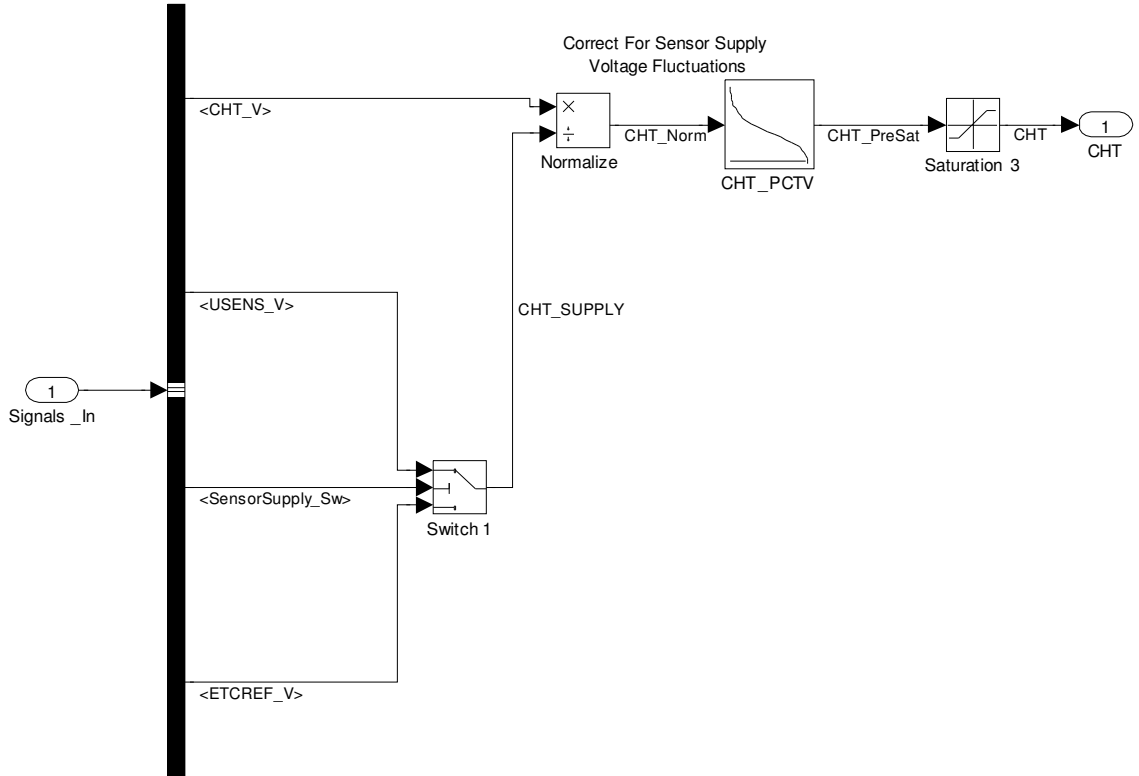 Correct For Sensor Supply
Voltage Fluctuations
<CHT_V>
×
÷
Normalize
CHT_Norm
CHT_PCTV
CHT_PreSat
Saturation 3
CHT
1
CHT
<USENS_V>
CHT_SUPPLY
1
Signals _In
<SensorSupply_Sw>
Switch 1
<ETCREF_V>